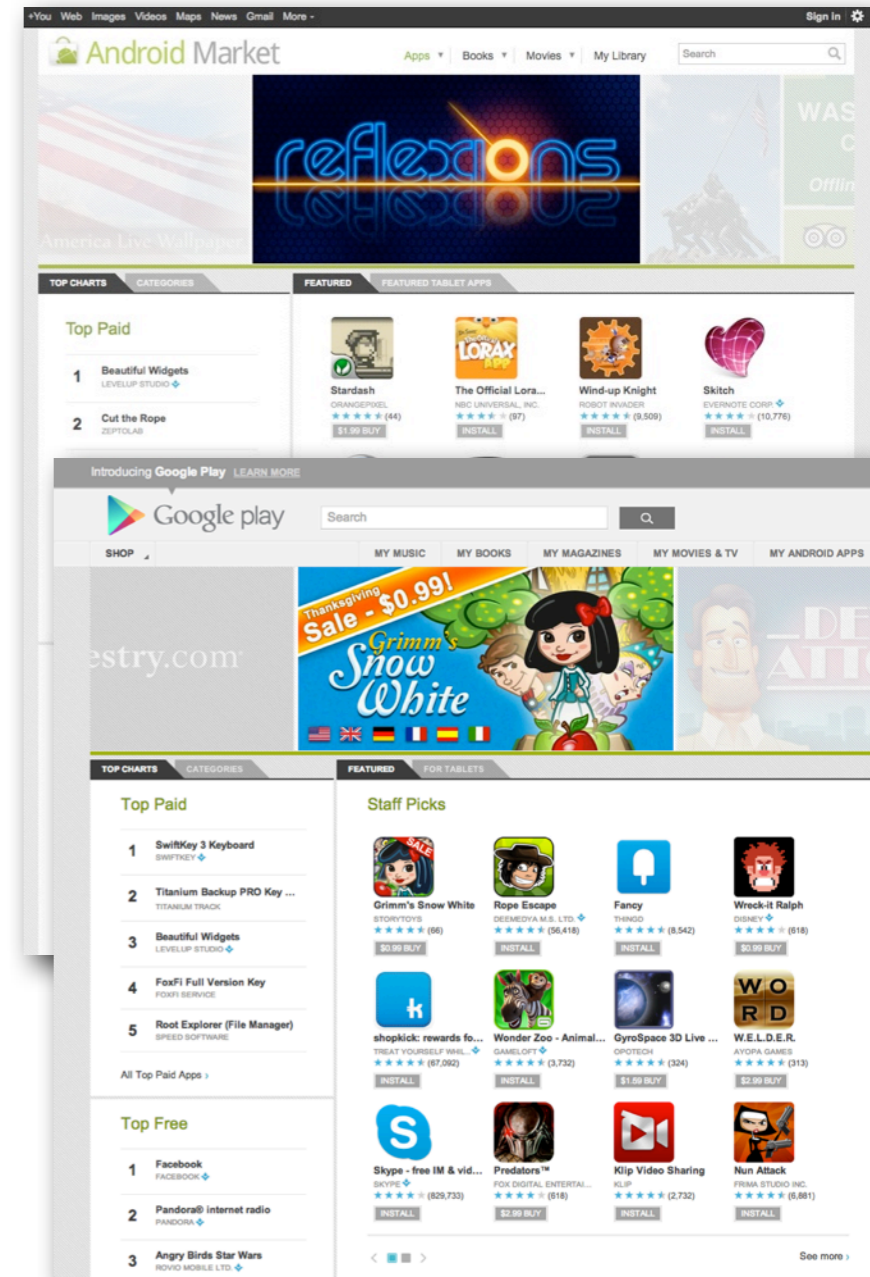 +You Web Images Videos Maps News Gmail More
Sign in
Android Market
Apps Books Movies My Library
Search
America Live Wallpaper
reflexions
WAS
C
Offlin
TOP CHARTS CATEGORIES
FEATURED FEATURED TABLET APPS
Top Paid
1 Beautiful Widgets
LEVELUP STUDIO
2 Cut the Rope
ZEPTOLAB
THE LORAX APP
Stardash The Official Lora... Wind-up Knight Skitch
ORANGEPIXEL NBC UNIVERSAL, INC. ROBOT INVADER EVERNOTE CORP.
(44) (97) (9,509) (10,776)
$1.99 BUY INSTALL INSTALL INSTALL
Introducing Google Play LEARN MORE
Google play
Search
SHOP MY MUSIC MY BOOKS MY MAGAZINES MY MOVIES & TV MY ANDROID APPS
estry.com
Thanksgiving
Sale - $0.99!
Grimm's
Snow
White
DE
ATTO
TOP CHARTS CATEGORIES
FEATURED FOR TABLETS
Top Paid
1 SwiftKey 3 Keyboard
SWIFTKEY
2 Titanium Backup PRO Key ...
TITANIUM TRACK
3 Beautiful Widgets
LEVELUP STUDIO
4 FoxFi Full Version Key
FOXFI SERVICE
5 Root Explorer (File Manager)
SPEED SOFTWARE
All Top Paid Apps ›
Top Free
1 Facebook
FACEBOOK
2 Pandora® internet radio
PANDORA
3 Angry Birds Star Wars
ROVIO MOBILE LTD.
Staff Picks
SALE
Grimm's Snow White Rope Escape Fancy Wreck-it Ralph
STORYTOYS DEEMEDYA M.S. LTD. THINGD DISNEY
(66) (56,418) (8,542) (618)
$0.99 BUY INSTALL INSTALL $0.99 BUY
k
WO
RD
shopkick: rewards fo... Wonder Zoo - Animal... GyroSpace 3D Live ... W.E.L.D.E.R.
TREAT YOURSELF WHIL... GAMELOFT OPOTECH AYOPA GAMES
(67,092) (3,732) (324) (313)
INSTALL INSTALL $1.59 BUY $2.99 BUY
S
Skype - free IM & vid... Predators™ Klip Video Sharing Nun Attack
SKYPE FOX DIGITAL ENTERTAI... KLIP FRIMA STUDIO INC.
(829,733) (618) (2,732) (6,881)
INSTALL $2.99 BUY INSTALL INSTALL
See more ›